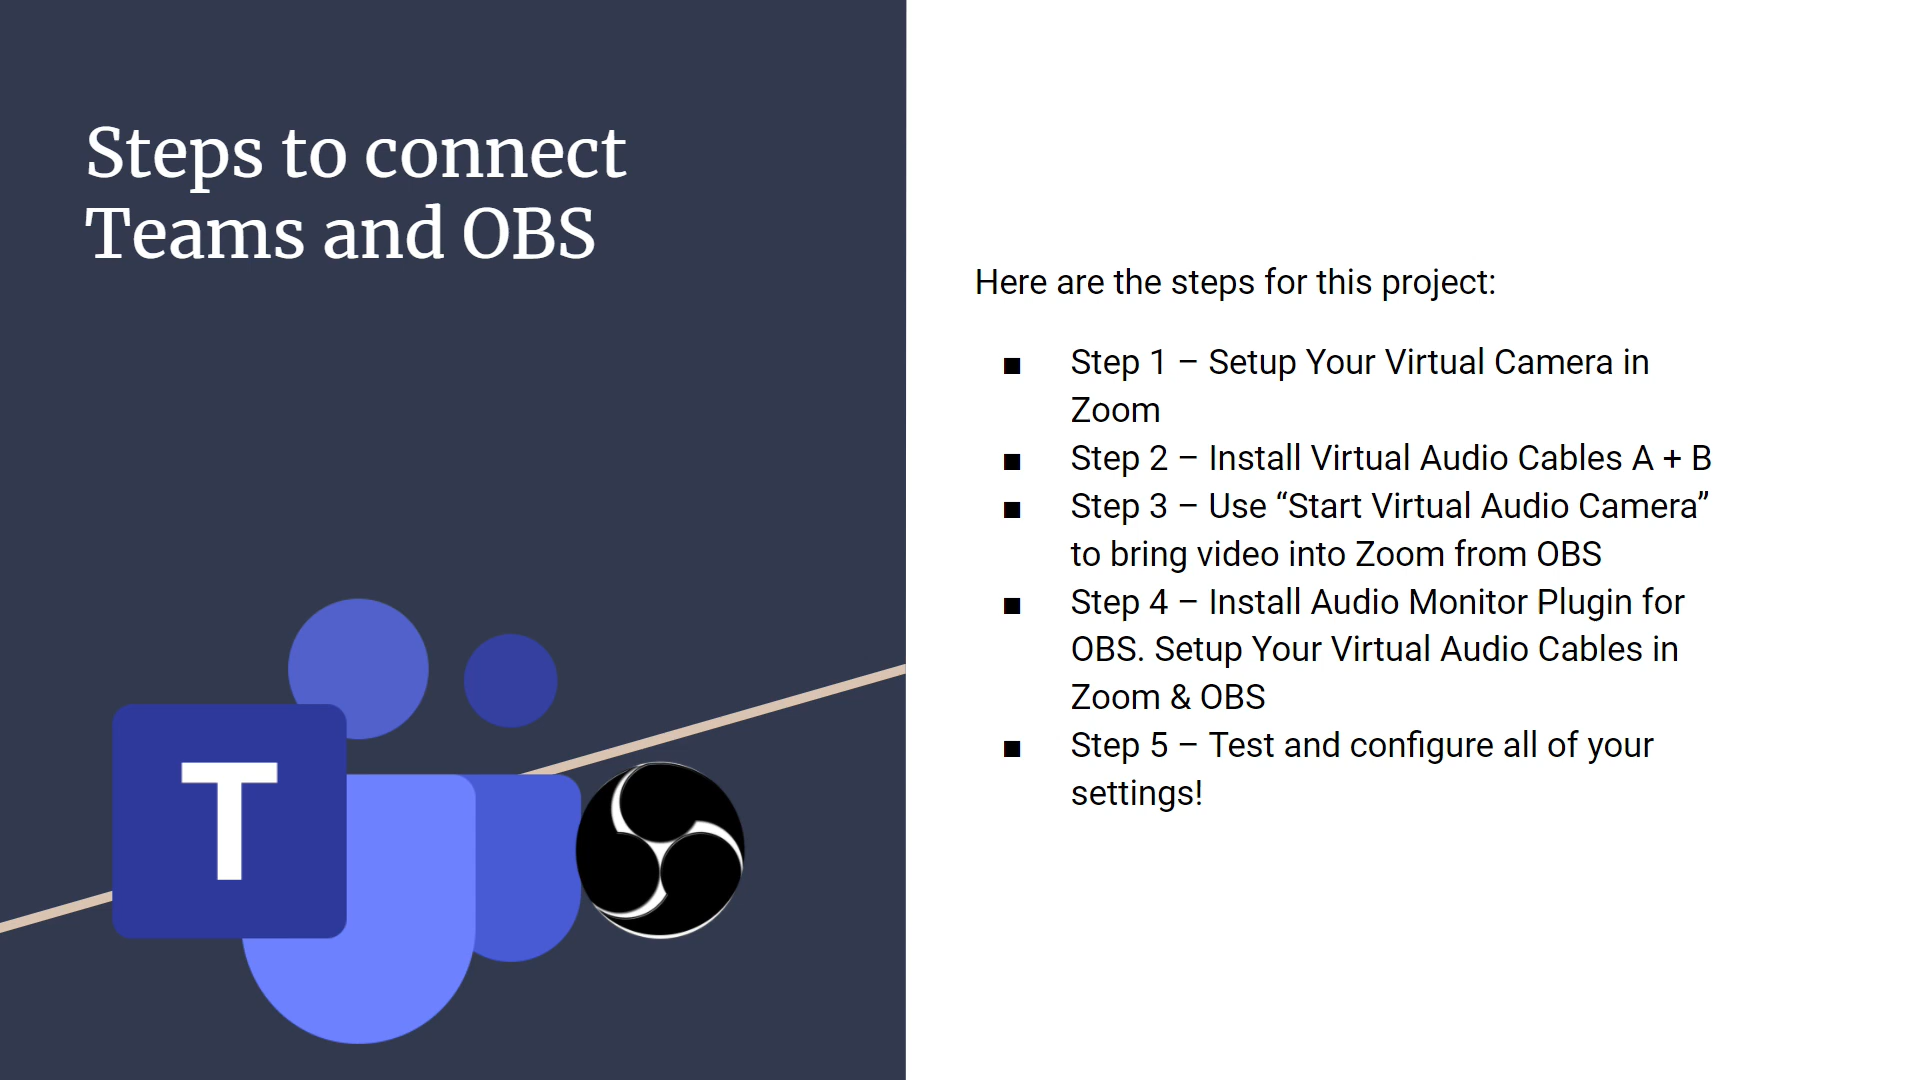 Steps to connect
Teams and OBS
T
Here are the steps for this project:
■ Step 1 – Setup Your Virtual Camera in
Zoom
■ Step 2 – Install Virtual Audio Cables A + B
■ Step 3 – Use “Start Virtual Audio Camera”
to bring video into Zoom from OBS
■ Step 4 – Install Audio Monitor Plugin for
OBS. Setup Your Virtual Audio Cables in
Zoom & OBS
■ Step 5 – Test and configure all of your
settings!